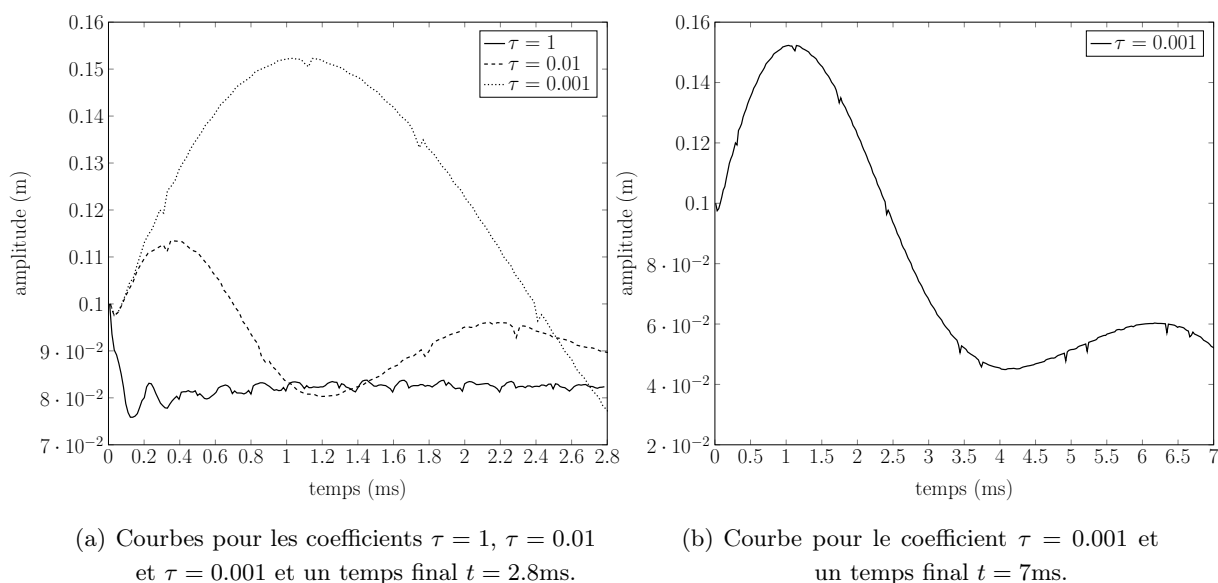 0.16
0.15
0.14
0.13
0.12
0.11
0.1
9 · 10⁻²
8 · 10⁻²
7 · 10⁻²
amplitude (m)
0 0.2 0.4 0.6 0.8 1 1.2 1.4 1.6 1.8 2 2.2 2.4 2.6 2.8
temps (ms)
τ = 1
τ = 0.01
τ = 0.001
(a) Courbes pour les coefficients τ = 1, τ = 0.01
et τ = 0.001 et un temps final t = 2.8ms.
0.16
0.14
0.12
0.1
8 · 10⁻²
6 · 10⁻²
4 · 10⁻²
2 · 10⁻²
amplitude (m)
0 0.5 1 1.5 2 2.5 3 3.5 4 4.5 5 5.5 6 6.5 7
temps (ms)
τ = 0.001
(b) Courbe pour le coefficient τ = 0.001 et
un temps final t = 7ms.